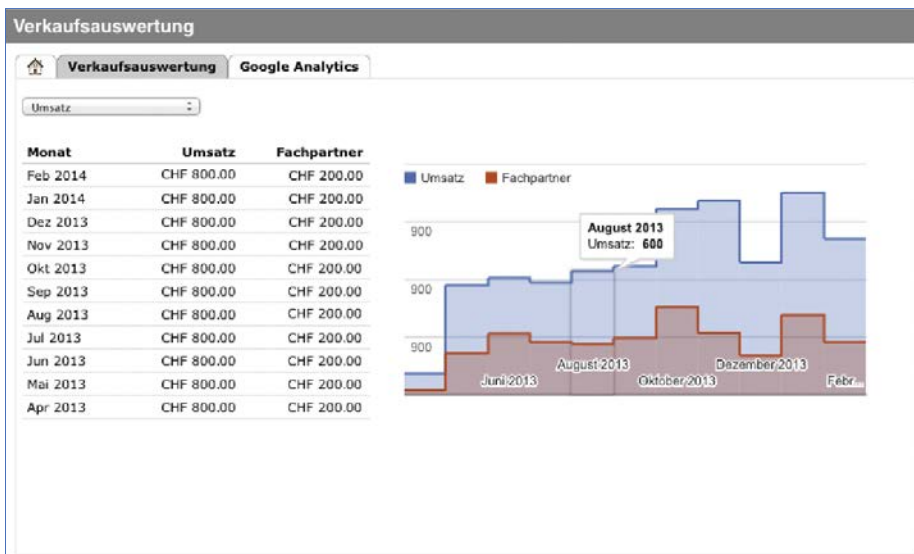 Verkaufsauswertung
Verkaufsauswertung Google Analytics
Umsatz
Monat Umsatz Fachpartner
Feb 2014 CHF 800.00 CHF 200.00
Jan 2014 CHF 800.00 CHF 200.00
Dez 2013 CHF 800.00 CHF 200.00
Nov 2013 CHF 800.00 CHF 200.00
Okt 2013 CHF 800.00 CHF 200.00
Sep 2013 CHF 800.00 CHF 200.00
Aug 2013 CHF 800.00 CHF 200.00
Jul 2013 CHF 800.00 CHF 200.00
Jun 2013 CHF 800.00 CHF 200.00
Mai 2013 CHF 800.00 CHF 200.00
Apr 2013 CHF 800.00 CHF 200.00
Umsatz Fachpartner
900
August 2013
Umsatz: 600
900
900
August 2013 Dezember 2013
Juni 2013 Oktober 2013 Febr...